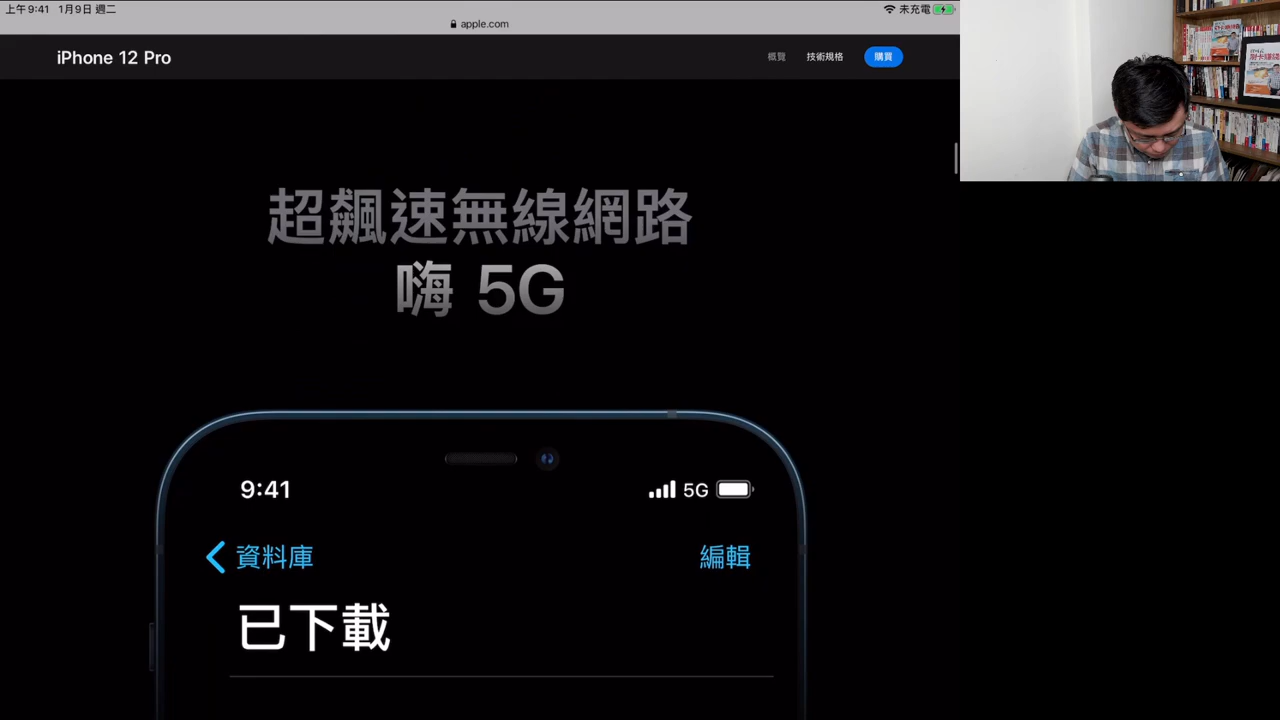 上午9:41 1月9日 週二
未充電
apple.com
iPhone 12 Pro
概覽 技術規格 購買
超飆速無線網路
嗨 5G
9:41
5G
資料庫
編輯
已下載